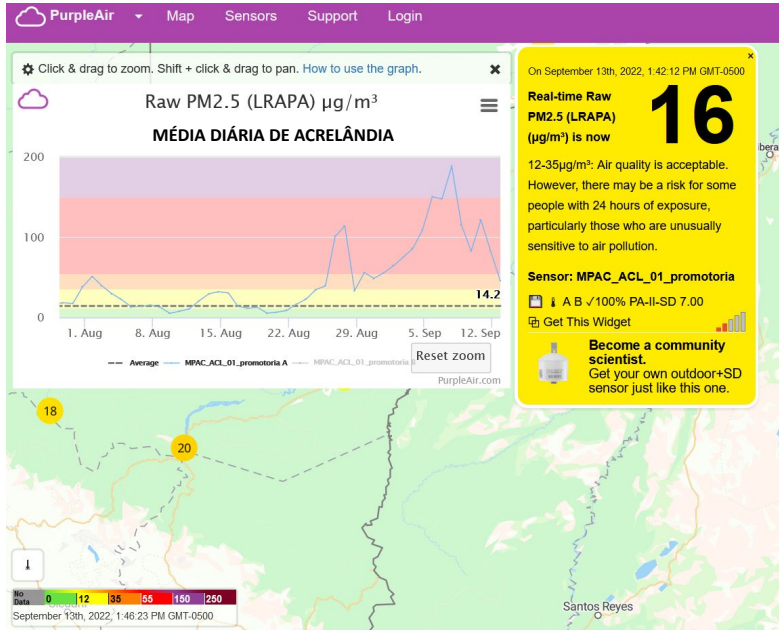 PurpleAir Map Sensors Support Login
Click & drag to zoom. Shift + click & drag to pan. How to use the graph.
Raw PM2.5 (LRAPA) µg/m³
MÉDIA DIÁRIA DE ACRELÂNDIA
200
100
0
14.2
1. Aug 8. Aug 15. Aug 22. Aug 29. Aug 5. Sep 12. Sep
Average MPAC_ACL_01_promotoria A MPAC_ACL_01_promotoria
Reset zoom
PurpleAir.com
On September 13th, 2022, 1:42:12 PM GMT-0500
Real-time Raw
PM2.5 (LRAPA)
(µg/m³) is now
16
12-35µg/m³: Air quality is acceptable.
However, there may be a risk for some
people with 24 hours of exposure,
particularly those who are unusually
sensitive to air pollution.
Sensor: MPAC_ACL_01_promotoria
A B ✓100% PA-II-SD 7.00
Get This Widget
Become a community
scientist.
Get your own outdoor+SD
sensor just like this one.
ibera
18
20
No
Data 0 12 35 55 150 250
September 13th, 2022, 1:46:23 PM GMT-0500
Santos Reyes